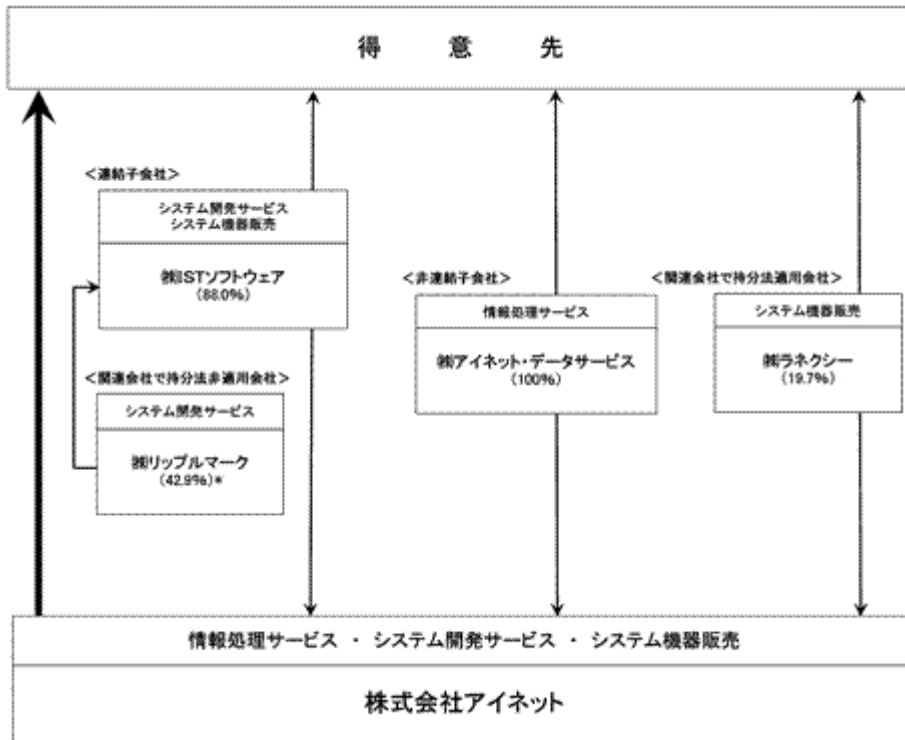 得 意 先
＜連結子会社＞
システム開発サービス
システム機器販売
㈱ISTソフトウェア
(88.0%)
＜関連会社で持分法非適用会社＞
システム開発サービス
㈱リップルマーク
(42.9%)*
＜非連結子会社＞
情報処理サービス
㈱アイネット・データサービス
(100%)
＜関連会社で持分法適用会社＞
システム機器販売
㈱ラネクシー
(19.7%)
情報処理サービス ・ システム開発サービス ・ システム機器販売
株式会社アイネット